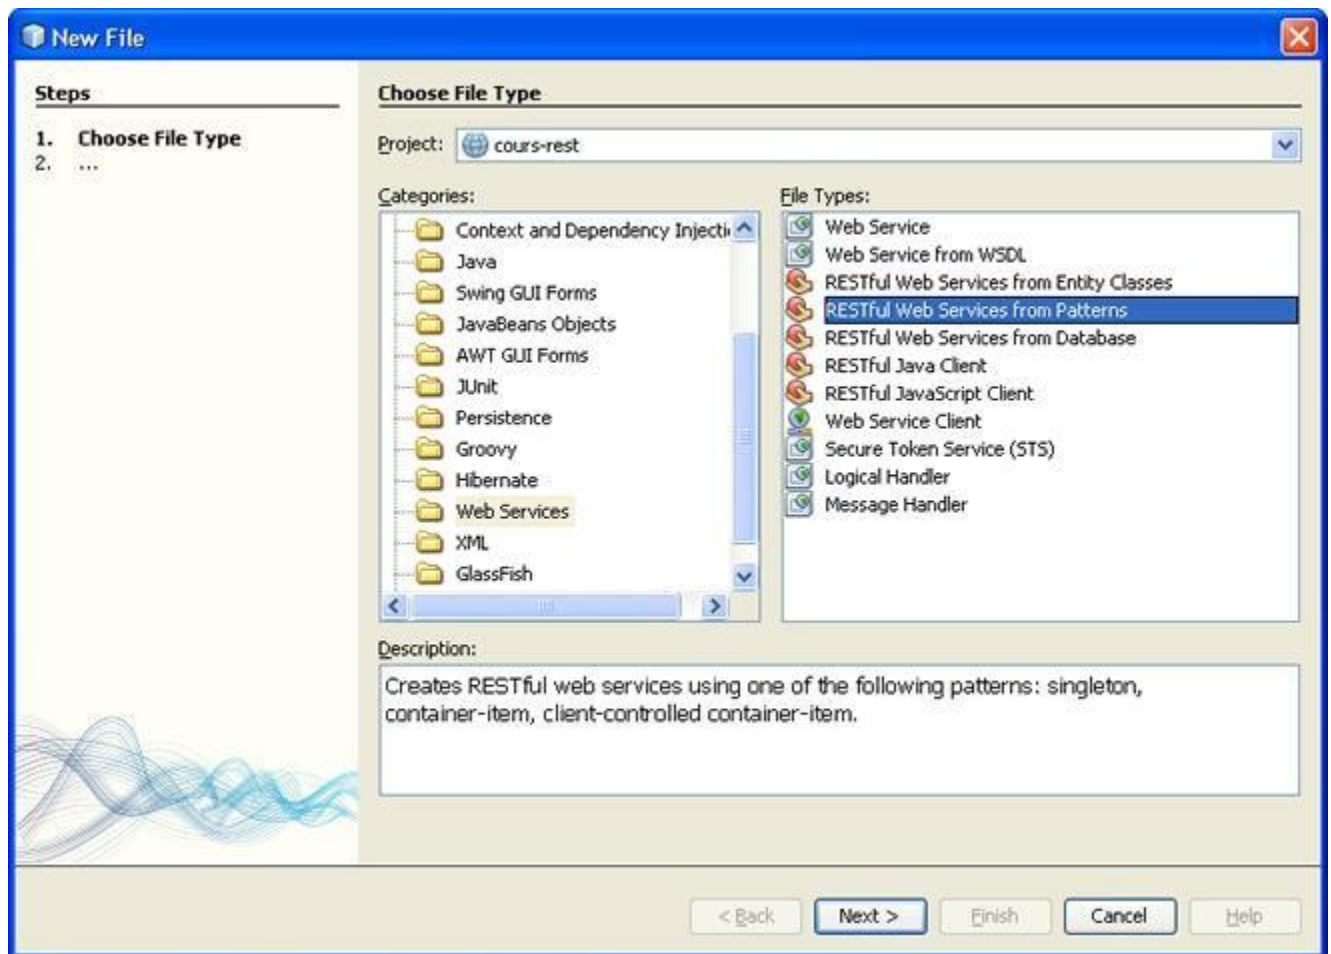 New File
Steps
1. Choose File Type
2. ...
Choose File Type
Project: cours-rest
Categories:
Context and Dependency Injecti
Java
Swing GUI Forms
JavaBeans Objects
AWT GUI Forms
JUnit
Persistence
Groovy
Hibernate
Web Services
XML
GlassFish
File Types:
Web Service
Web Service from WSDL
RESTful Web Services from Entity Classes
RESTful Web Services from Patterns
RESTful Web Services from Database
RESTful Java Client
RESTful JavaScript Client
Web Service Client
Secure Token Service (STS)
Logical Handler
Message Handler
Description:
Creates RESTful web services using one of the following patterns: singleton,
container-item, client-controlled container-item.
< Back Next > Finish Cancel Help